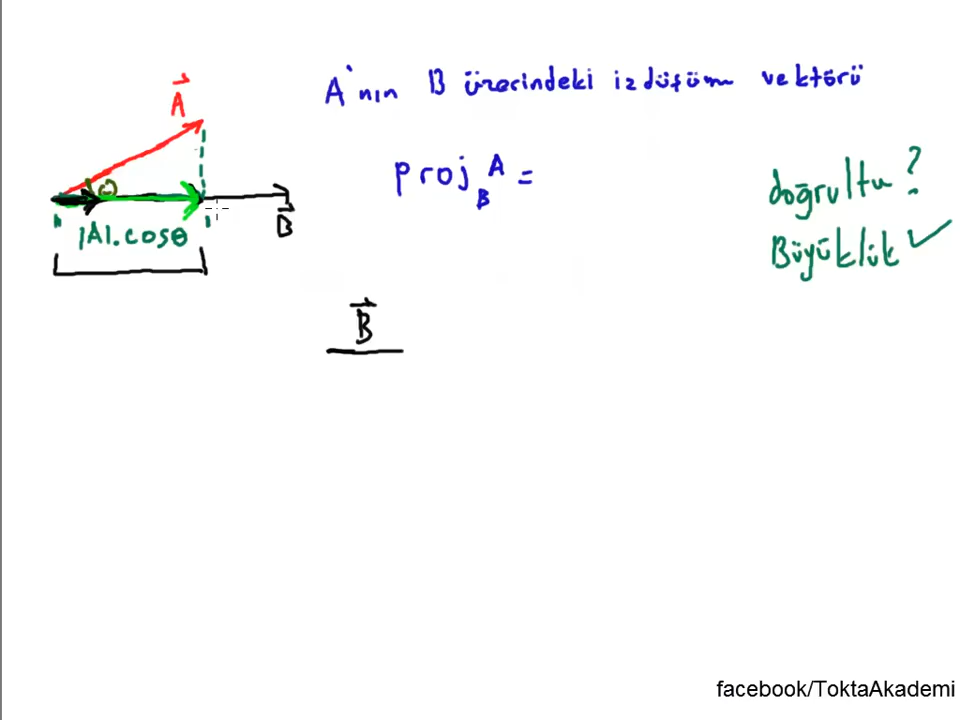 A'nın B üzerindeki izdüşüm vektörü
A
θ
B
|A|.cosθ
proj_B A =
doğrultu?
Büyüklük ✓
B
facebook/ToktaAkademi